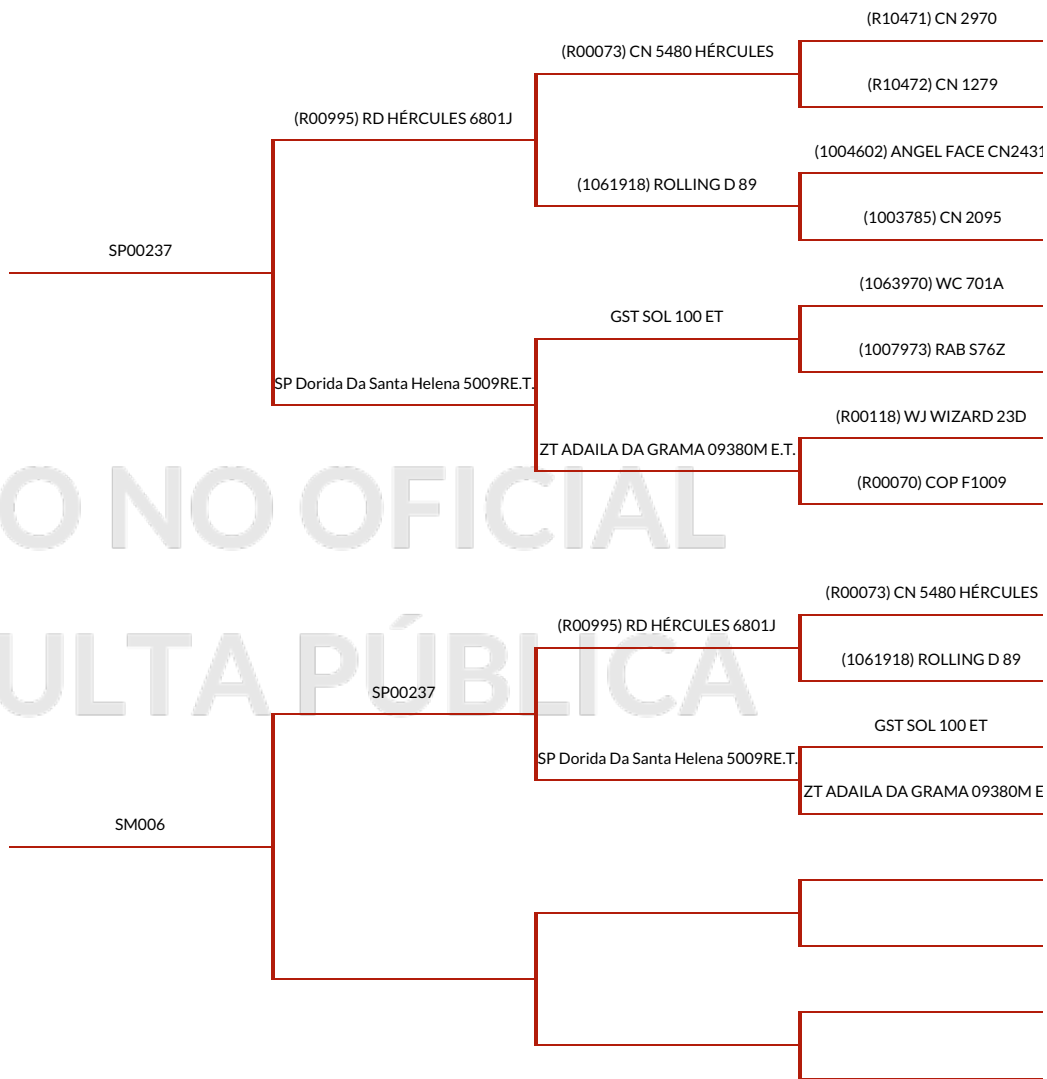 (R10471) CN 2970
(R00073) CN 5480 HÉRCULES
(R10472) CN 1279
(R00995) RD HÉRCULES 6801J
(1004602) ANGEL FACE CN2431
(1061918) ROLLING D 89
(1003785) CN 2095
SP00237
(1063970) WC 701A
GST SOL 100 ET
(1007973) RAB S76Z
SP Dorida Da Santa Helena 5009RE.T.
(R00118) WJ WIZARD 23D
ZT ADAILA DA GRAMA 09380M E.T.
(R00070) COP F1009
O NO OFICIAL
(R00073) CN 5480 HÉRCULES
(R00995) RD HÉRCULES 6801J
(1061918) ROLLING D 89
ULTA PÚBLICA
SP00237
GST SOL 100 ET
SP Dorida Da Santa Helena 5009RE.T.
ZT ADAILA DA GRAMA 09380M E
SM006